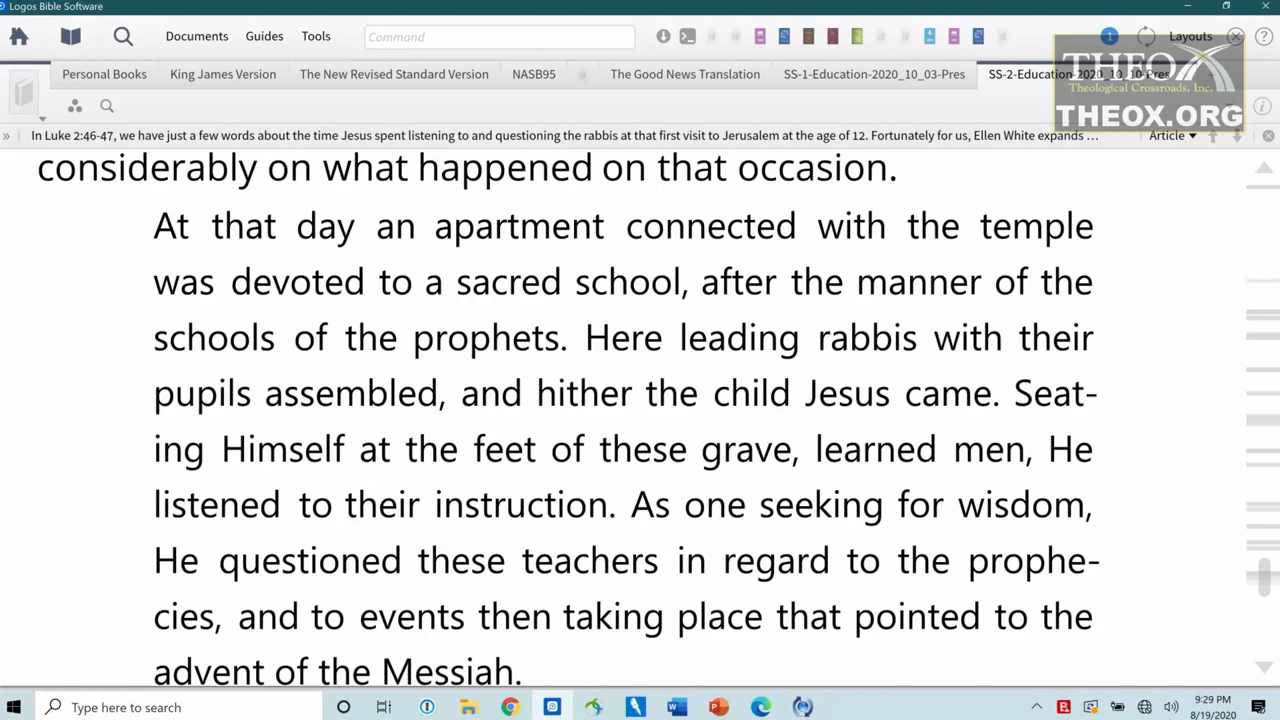 Logos Bible Software
Documents Guides Tools Command 1 Layouts
THEOX
Theological Crossroads, Inc.
THEOX.ORG
Personal Books King James Version The New Revised Standard Version NASB95 The Good News Translation SS-1-Education-2020_10_03-Pres SS-2-Education-2020_10_10-Pres
» In Luke 2:46-47, we have just a few words about the time Jesus spent listening to and questioning the rabbis at that first visit to Jerusalem at the age of 12. Fortunately for us, Ellen White expands ... Article
considerably on what happened on that occasion.
At that day an apartment connected with the temple
was devoted to a sacred school, after the manner of the
schools of the prophets. Here leading rabbis with their
pupils assembled, and hither the child Jesus came. Seat-
ing Himself at the feet of these grave, learned men, He
listened to their instruction. As one seeking for wisdom,
He questioned these teachers in regard to the prophe-
cies, and to events then taking place that pointed to the
advent of the Messiah.
Type here to search
9:29 PM
8/19/2020